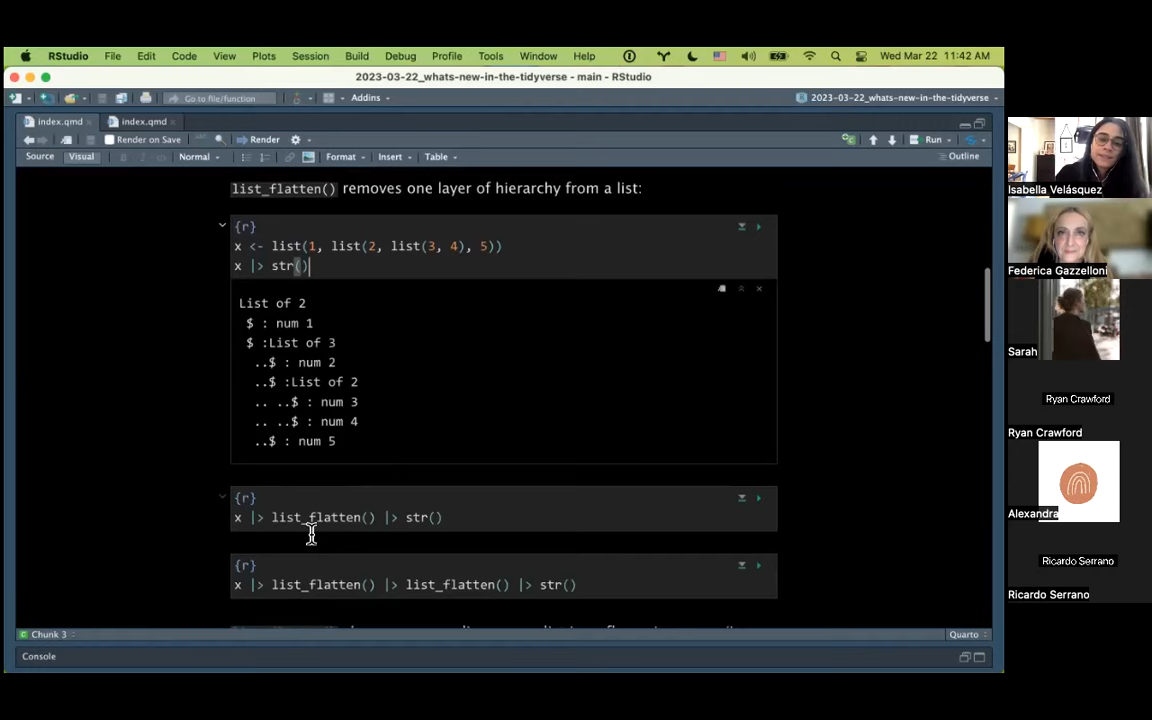 RStudio File Edit Code View Plots Session Build Debug Profile Tools Window Help Wed Mar 22 11:42 AM
2023-03-22_whats-new-in-the-tidyverse - main - RStudio
Go to file/function Addins 2023-03-22_whats-new-in-the-tidyverse
index.qmd index.qmd
Render on Save Render Run
Source Visual B I Normal Format Insert Table Outline
list_flatten() removes one layer of hierarchy from a list:
{r}
x <- list(1, list(2, list(3, 4), 5))
x |> str()
List of 2
$ : num 1
$ :List of 3
..$ : num 2
..$ :List of 2
.. ..$ : num 3
.. ..$ : num 4
..$ : num 5
{r}
x |> list_flatten() |> str()
{r}
x |> list_flatten() |> list_flatten() |> str()
Chunk 3 Quarto
Console
Isabella Velásquez
Federica Gazzelloni
Sarah
Ryan Crawford
Ryan Crawford
Alexandra
Ricardo Serrano
Ricardo Serrano